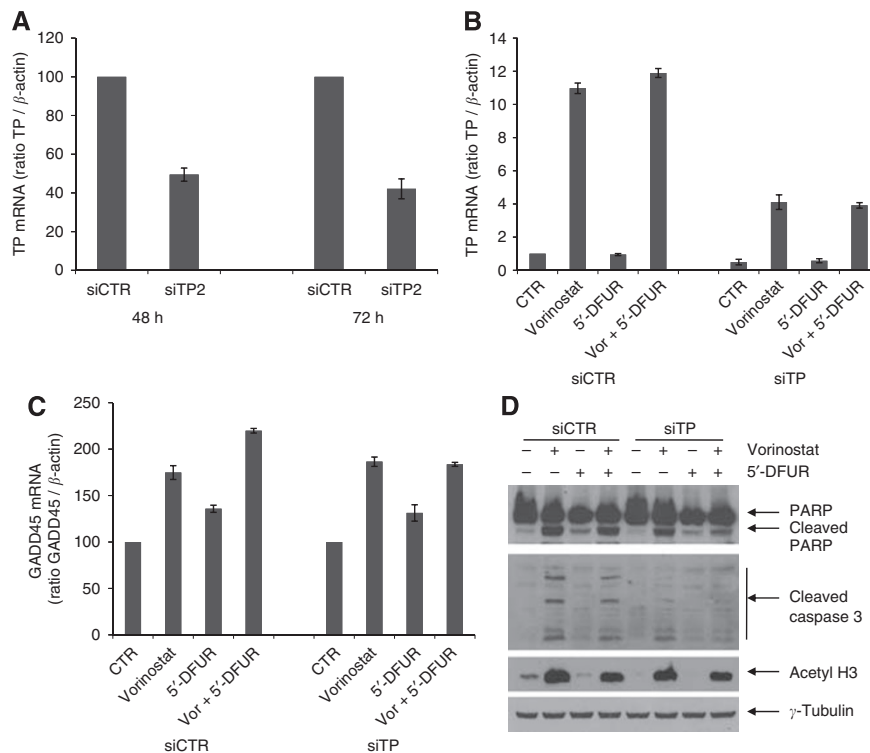 A
TP mRNA (ratio TP / β-actin)
120
100
80
60
40
20
0
siCTR siTP2 siCTR siTP2
48 h 72 h
B
TP mRNA (ratio TP / β-actin)
14
12
10
8
6
4
2
0
CTR Vorinostat 5′-DFUR Vor + 5′-DFUR CTR Vorinostat 5′-DFUR Vor + 5′-DFUR
siCTR siTP
C
GADD45 mRNA
(ratio GADD45 / β-actin)
250
200
150
100
50
0
CTR Vorinostat 5′-DFUR Vor + 5′-DFUR CTR Vorinostat 5′-DFUR Vor + 5′-DFUR
siCTR siTP
D
siCTR siTP
– + – + – + – + Vorinostat
– – + + – – + + 5′-DFUR
PARP
Cleaved
PARP
Cleaved
caspase 3
Acetyl H3
γ-Tubulin